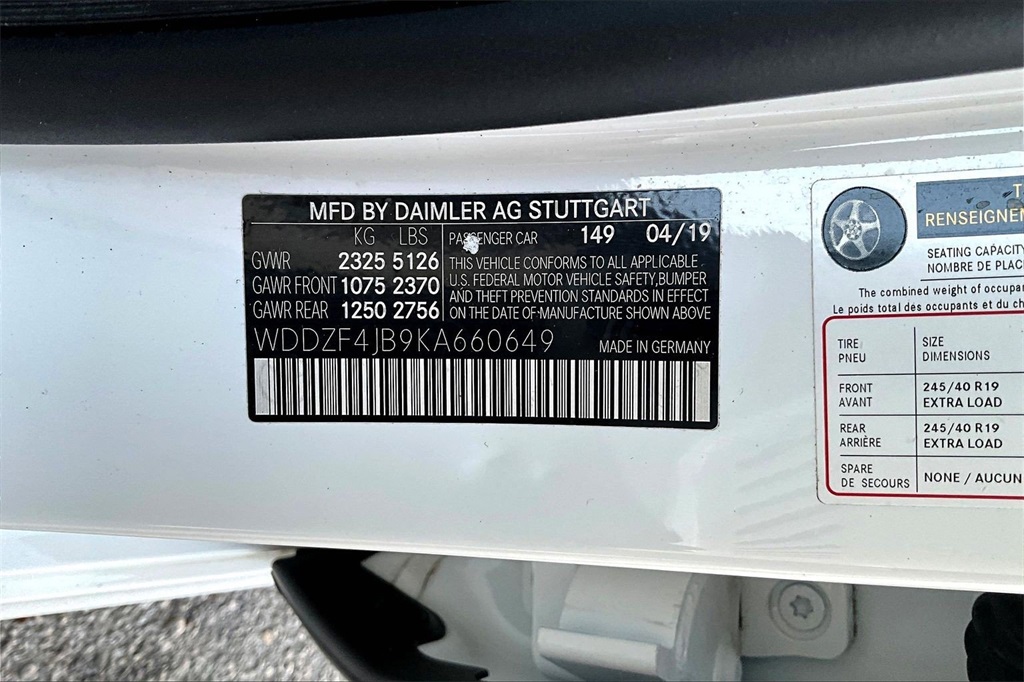 MFD BY DAIMLER AG STUTTGART
KG LBS PASSENGER CAR 149 04/19
GVWR 2325 5126
GAWR FRONT 1075 2370
GAWR REAR 1250 2756
THIS VEHICLE CONFORMS TO ALL APPLICABLE
U.S. FEDERAL MOTOR VEHICLE SAFETY, BUMPER
AND THEFT PREVENTION STANDARDS IN EFFECT
ON THE DATE OF MANUFACTURE SHOWN ABOVE
WDDZF4JB9KA660649 MADE IN GERMANY
SEATING CAPACITY
NOMBRE DE PLACE
The combined weight of
Le poids total des occupants et du
TIRE SIZE
PNEU DIMENSIONS
FRONT 245/40 R19
AVANT EXTRA LOAD
REAR 245/40 R19
ARRIÈRE EXTRA LOAD
SPARE NONE / AUCUN
DE SECOURS